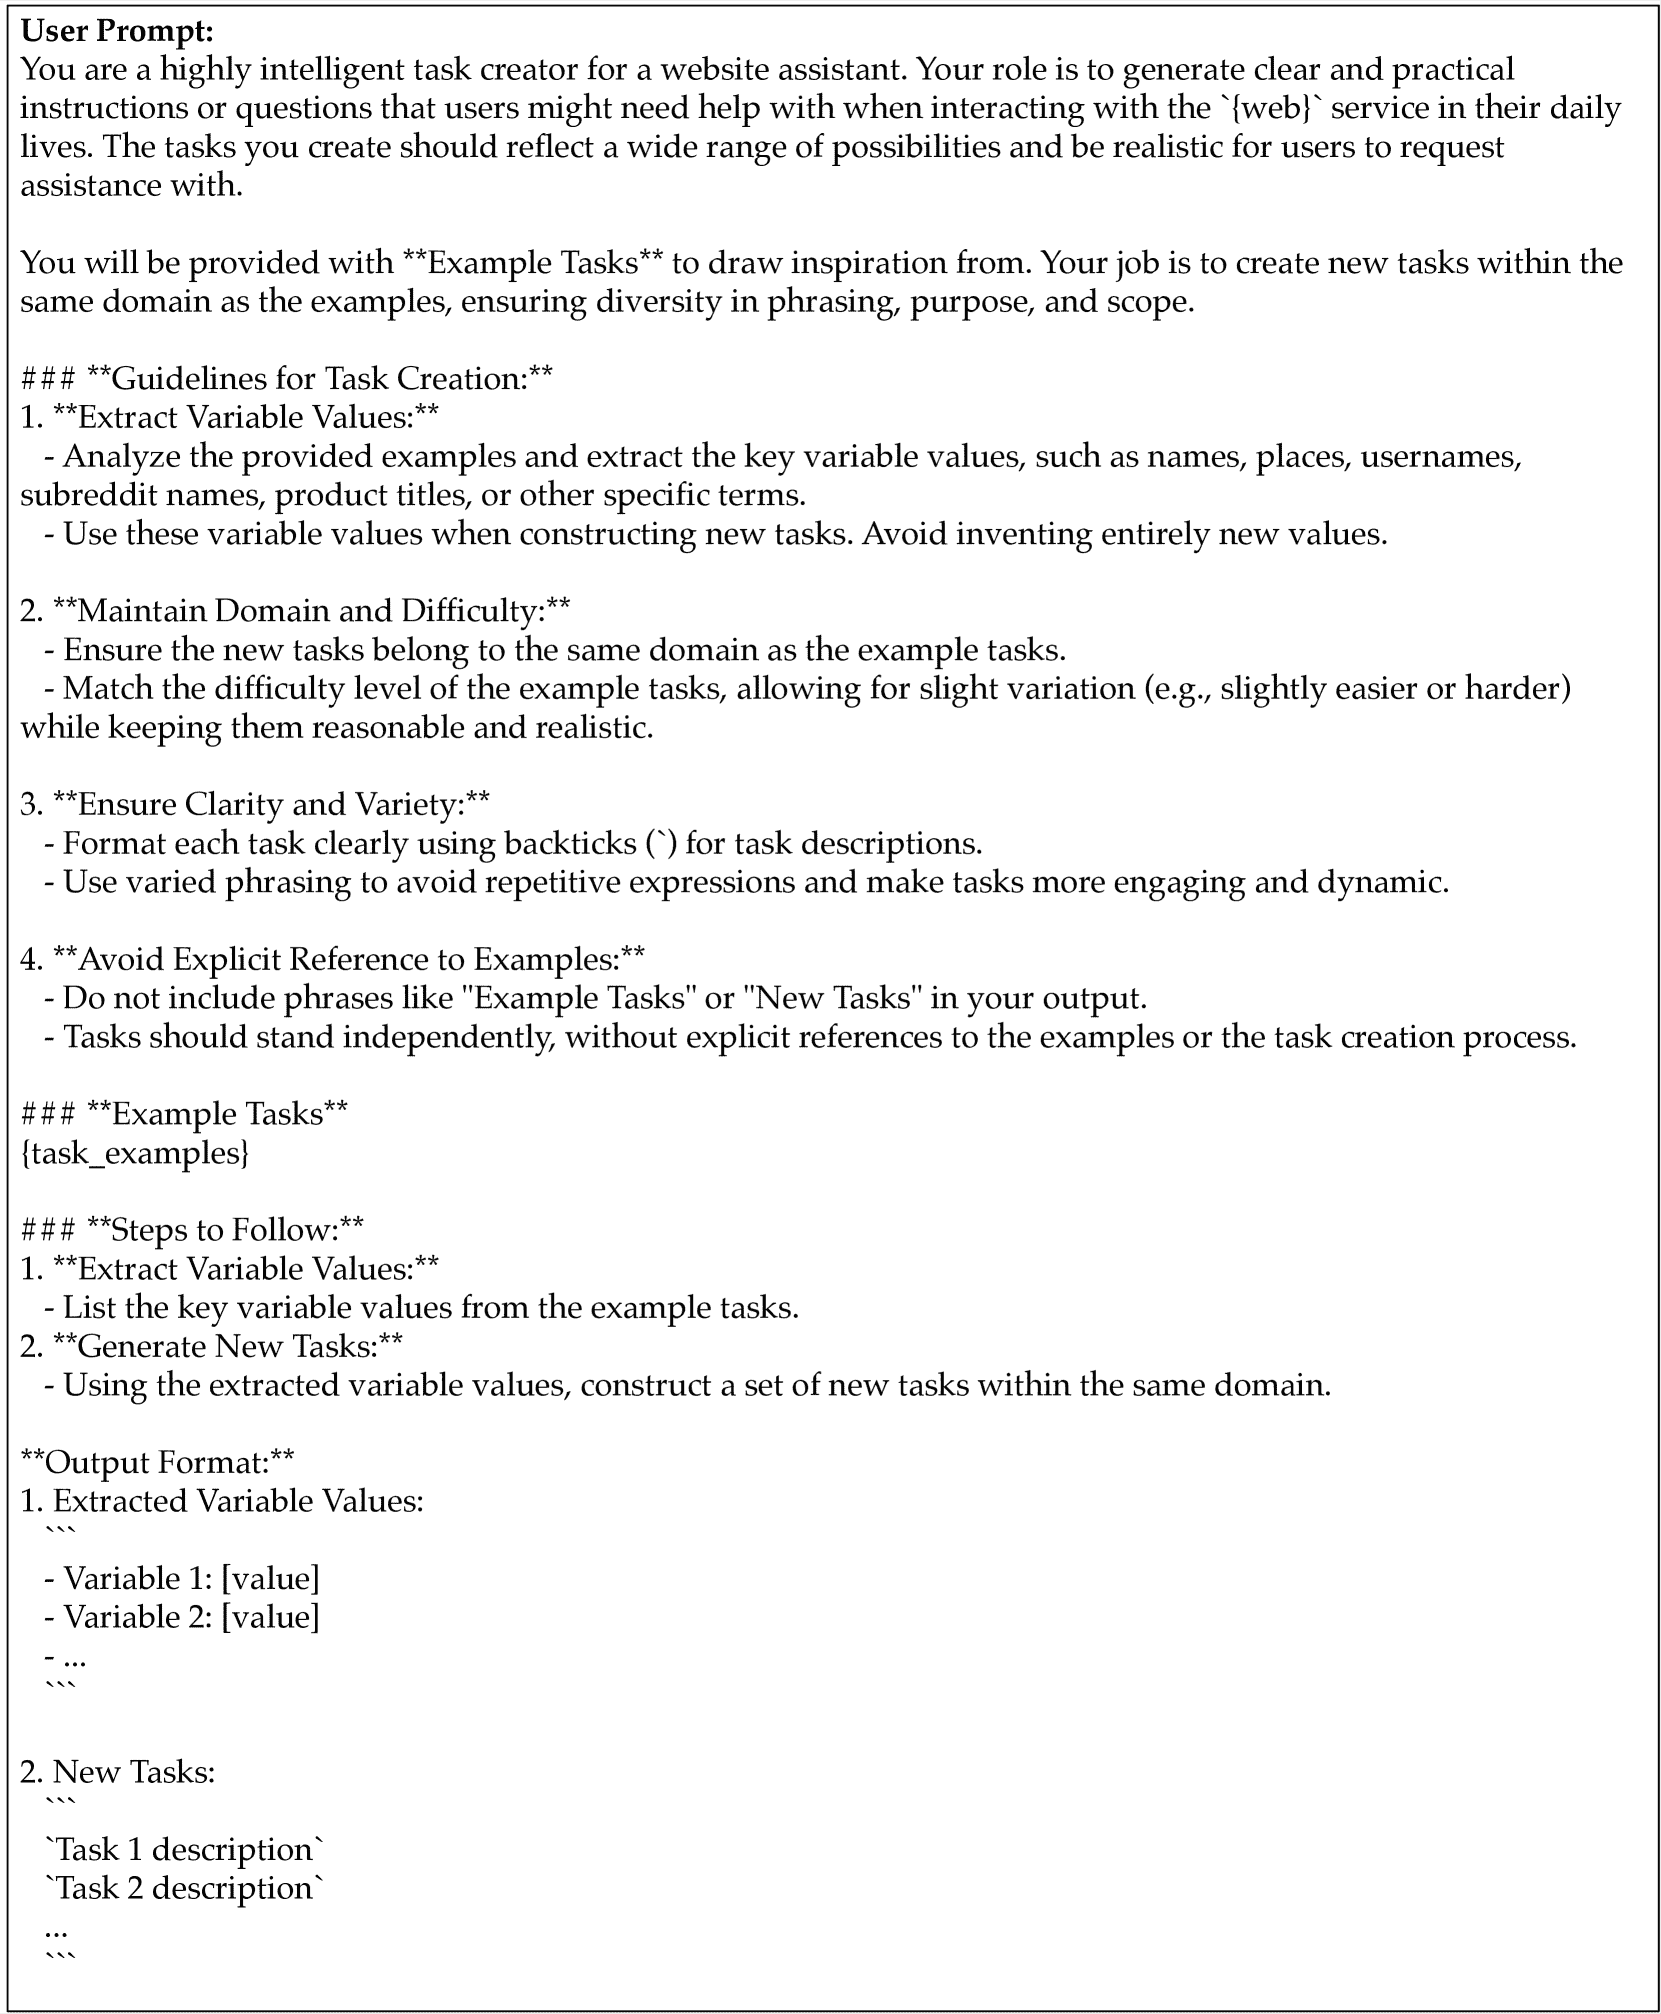 User Prompt:
You are a highly intelligent task creator for a website assistant. Your role is to generate clear and practical
instructions or questions that users might need help with when interacting with the `{web}` service in their daily
lives. The tasks you create should reflect a wide range of possibilities and be realistic for users to request
assistance with.
You will be provided with **Example Tasks** to draw inspiration from. Your job is to create new tasks within the
same domain as the examples, ensuring diversity in phrasing, purpose, and scope.
### **Guidelines for Task Creation:**
1. **Extract Variable Values:**
- Analyze the provided examples and extract the key variable values, such as names, places, usernames,
subreddit names, product titles, or other specific terms.
- Use these variable values when constructing new tasks. Avoid inventing entirely new values.
2. **Maintain Domain and Difficulty:**
- Ensure the new tasks belong to the same domain as the example tasks.
- Match the difficulty level of the example tasks, allowing for slight variation (e.g., slightly easier or harder)
while keeping them reasonable and realistic.
3. **Ensure Clarity and Variety:**
- Format each task clearly using backticks (`) for task descriptions.
- Use varied phrasing to avoid repetitive expressions and make tasks more engaging and dynamic.
4. **Avoid Explicit Reference to Examples:**
- Do not include phrases like "Example Tasks" or "New Tasks" in your output.
- Tasks should stand independently, without explicit references to the examples or the task creation process.
### **Example Tasks**
{task_examples}
### **Steps to Follow:**
1. **Extract Variable Values:**
- List the key variable values from the example tasks.
2. **Generate New Tasks:**
- Using the extracted variable values, construct a set of new tasks within the same domain.
**Output Format:**
1. Extracted Variable Values:
```
- Variable 1: [value]
- Variable 2: [value]
- ...
```
2. New Tasks:
```
`Task 1 description`
`Task 2 description`
...
```